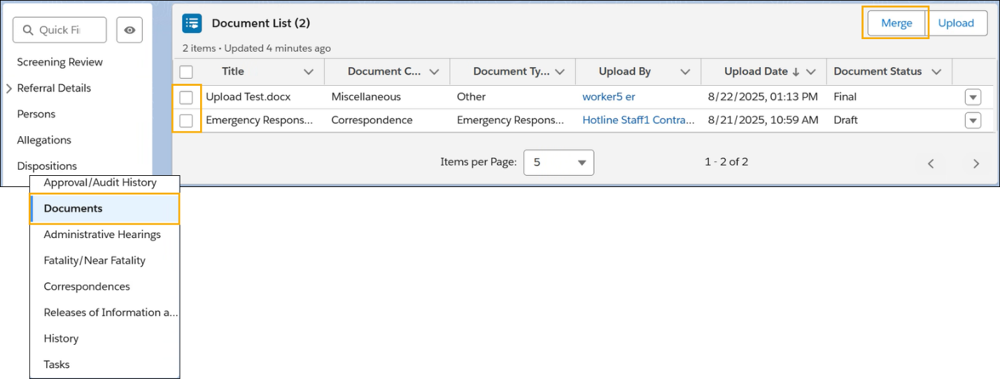 Quick Fi
Screening Review
Referral Details
Persons
Allegations
Dispositions
Approval/Audit History
Documents
Administrative Hearings
Fatality/Near Fatality
Correspondences
Releases of Information a...
History
Tasks
Document List (2)
Merge
Upload
2 items • Updated 4 minutes ago
Title Document C... Document Ty... Upload By Upload Date Document Status
Upload Test.docx Miscellaneous Other worker5 er 8/22/2025, 01:13 PM Final
Emergency Respons... Correspondence Emergency Respons... Hotline Staff1 Contra... 8/21/2025, 10:59 AM Draft
Items per Page: 5 1 - 2 of 2